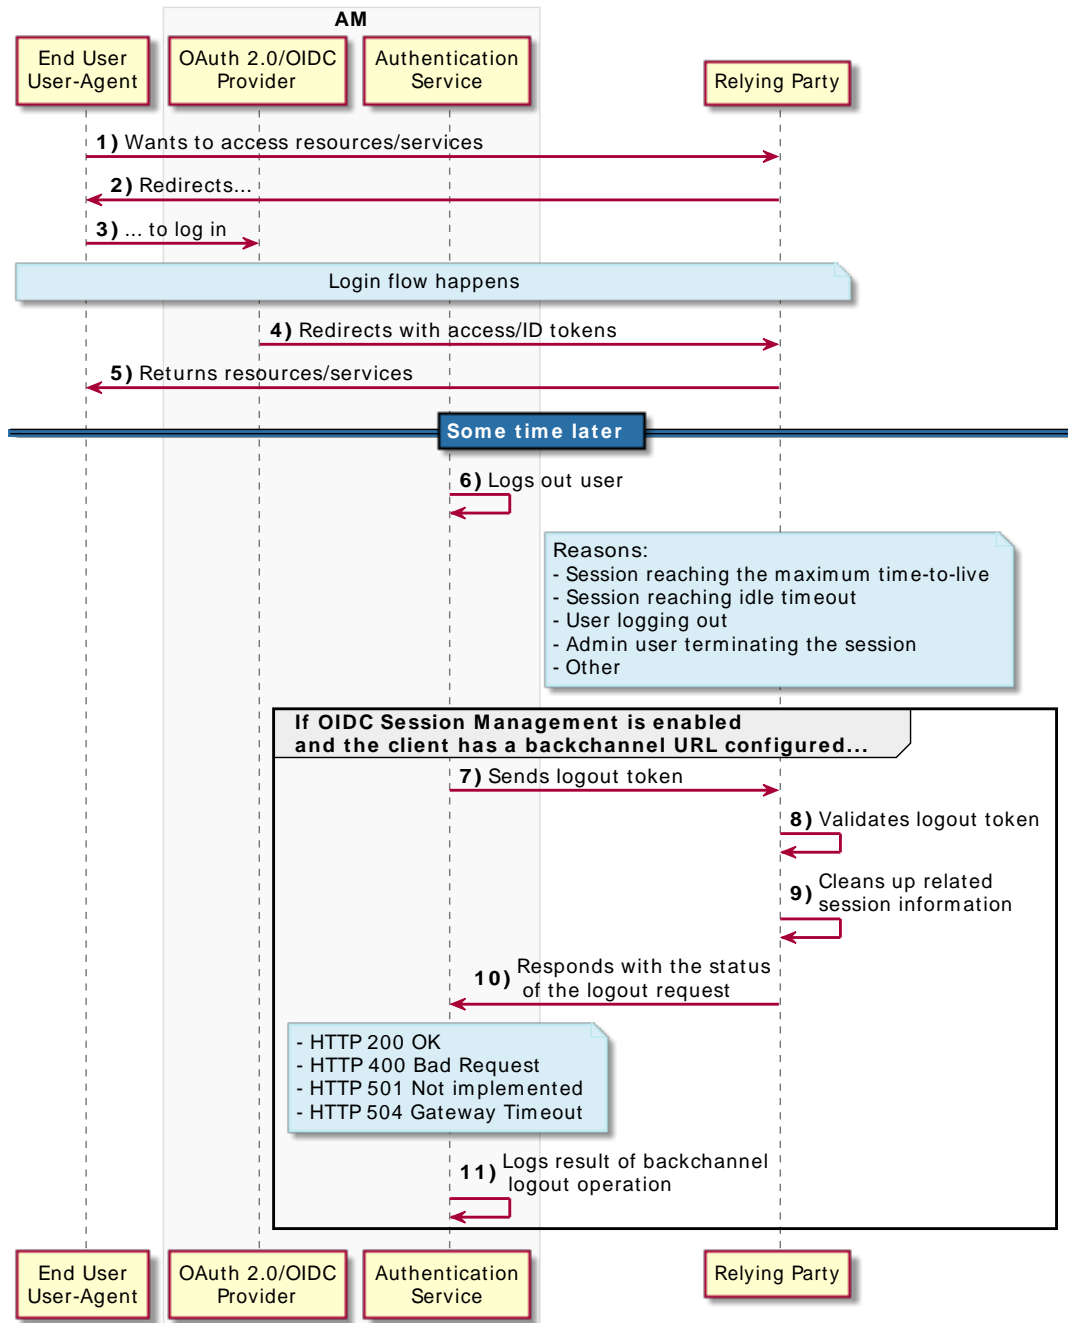 AM
End User
User-Agent
OAuth 2.0/OIDC
Provider
Authentication
Service
Relying Party
1) Wants to access resources/services
2) Redirects...
3) ... to log in
Login flow happens
4) Redirects with access/ID tokens
5) Returns resources/services
Some time later
6) Logs out user
Reasons:
- Session reaching the maximum time-to-live
- Session reaching idle timeout
- User logging out
- Admin user terminating the session
- Other
If OIDC Session Management is enabled
and the client has a backchannel URL configured...
7) Sends logout token
8) Validates logout token
9) Cleans up related
session information
10) Responds with the status
of the logout request
- HTTP 200 OK
- HTTP 400 Bad Request
- HTTP 501 Not implemented
- HTTP 504 Gateway Timeout
11) Logs result of backchannel
logout operation
End User
User-Agent
OAuth 2.0/OIDC
Provider
Authentication
Service
Relying Party